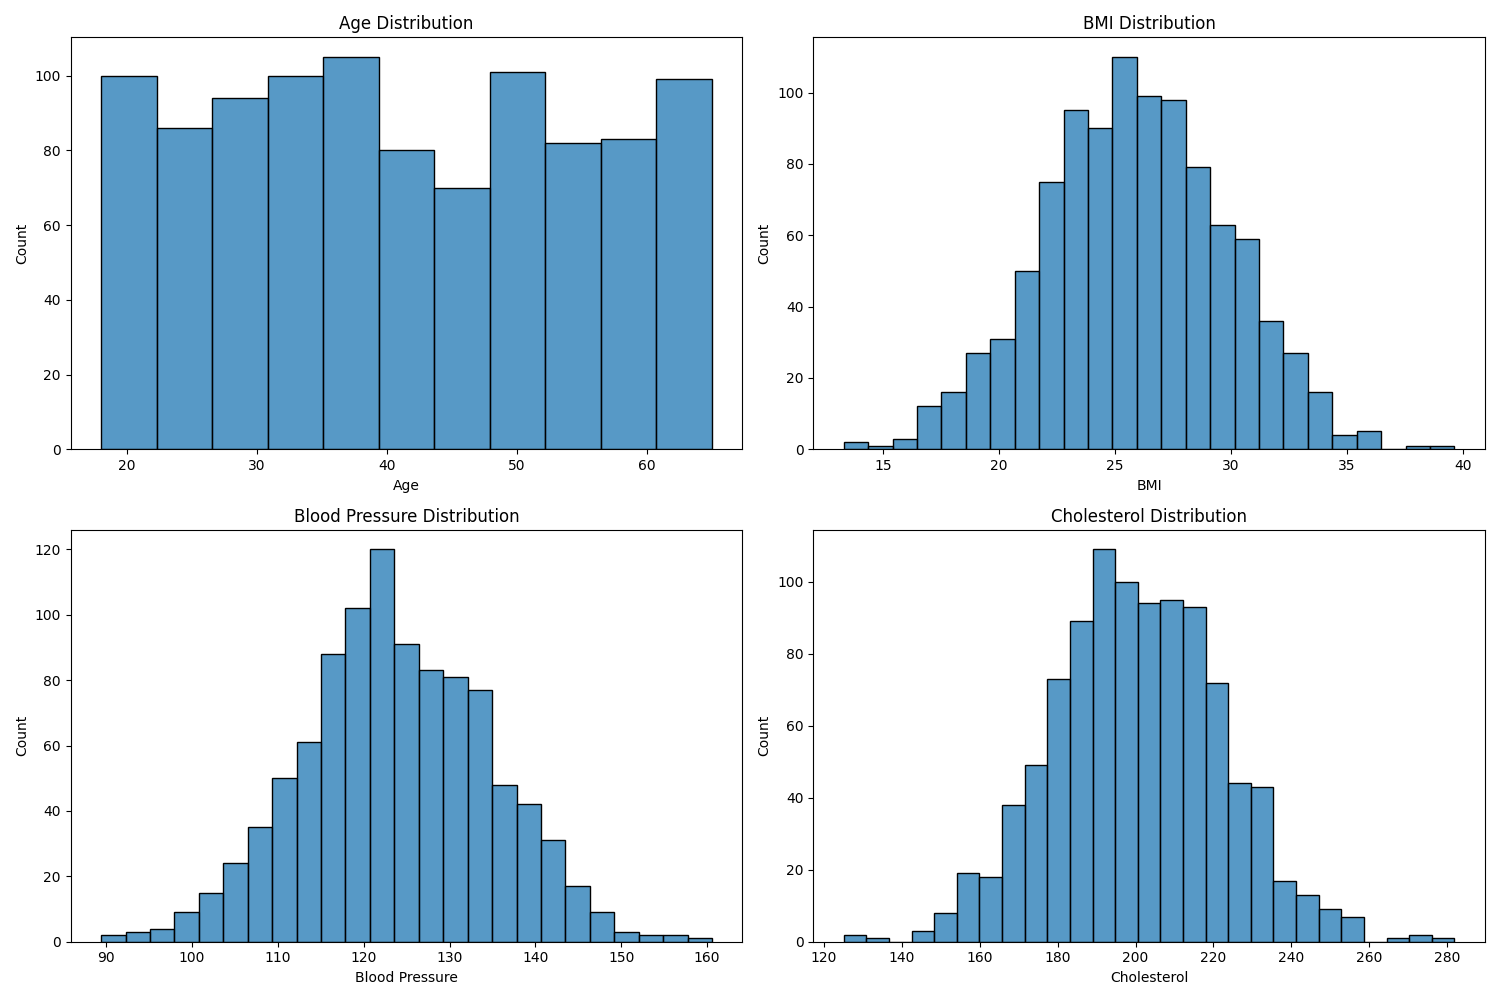 Age Distribution
Count
100
80
60
40
20
0
20 30 40 50 60
Age
BMI Distribution
Count
100
80
60
40
20
0
15 20 25 30 35 40
BMI
Blood Pressure Distribution
Count
120
100
80
60
40
20
0
90 100 110 120 130 140 150 160
Blood Pressure
Cholesterol Distribution
Count
100
80
60
40
20
0
120 140 160 180 200 220 240 260 280
Cholesterol